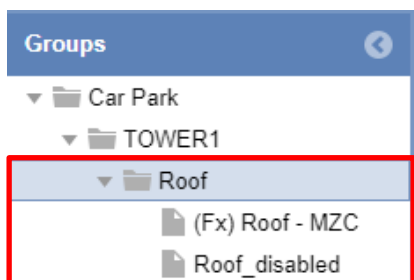 Groups
Car Park
TOWER1
Roof
(Fx) Roof - MZC
Roof_disabled